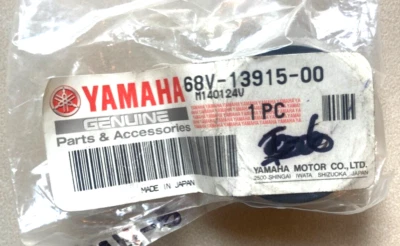 YAMAHA 68V-13915-00
M140124V
GENUINE
Parts & Accessories
1 PC
MADE IN JAPAN
YAMAHA MOTOR CO., LTD.
2500 SHINGAI IWATA SHIZUOKA JAPAN